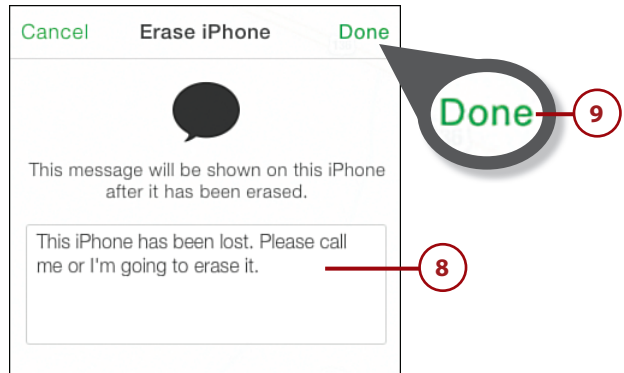 Cancel Erase iPhone Done
Done 9
This message will be shown on this iPhone
after it has been erased.
This iPhone has been lost. Please call
me or I'm going to erase it.
8